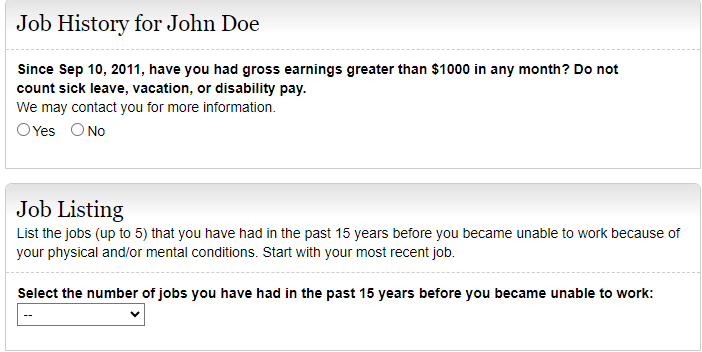 Job History for John Doe
Since Sep 10, 2011, have you had gross earnings greater than $1000 in any month? Do not
count sick leave, vacation, or disability pay.
We may contact you for more information.
Yes No
Job Listing
List the jobs (up to 5) that you have had in the past 15 years before you became unable to work because of
your physical and/or mental conditions. Start with your most recent job.
Select the number of jobs you have had in the past 15 years before you became unable to work:
--